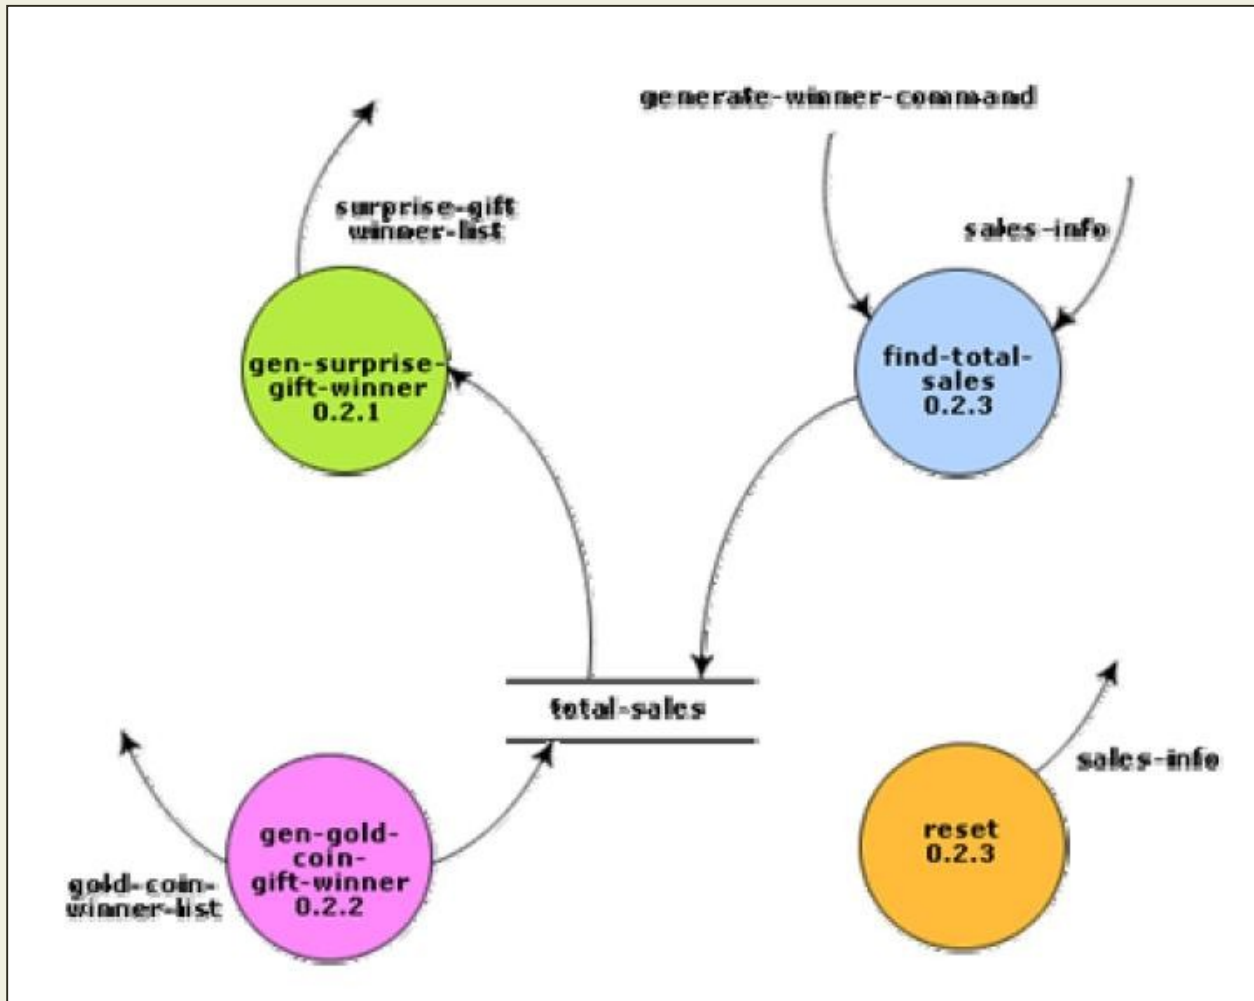 generate-winner-command
surprise-gift
winner-list
sales-info
gen-surprise-
gift-winner
0.2.1
find-total-
sales
0.2.3
total-sales
sales-info
gen-gold-
coin-
gift-winner
0.2.2
reset
0.2.3
gold-coin-
winner-list